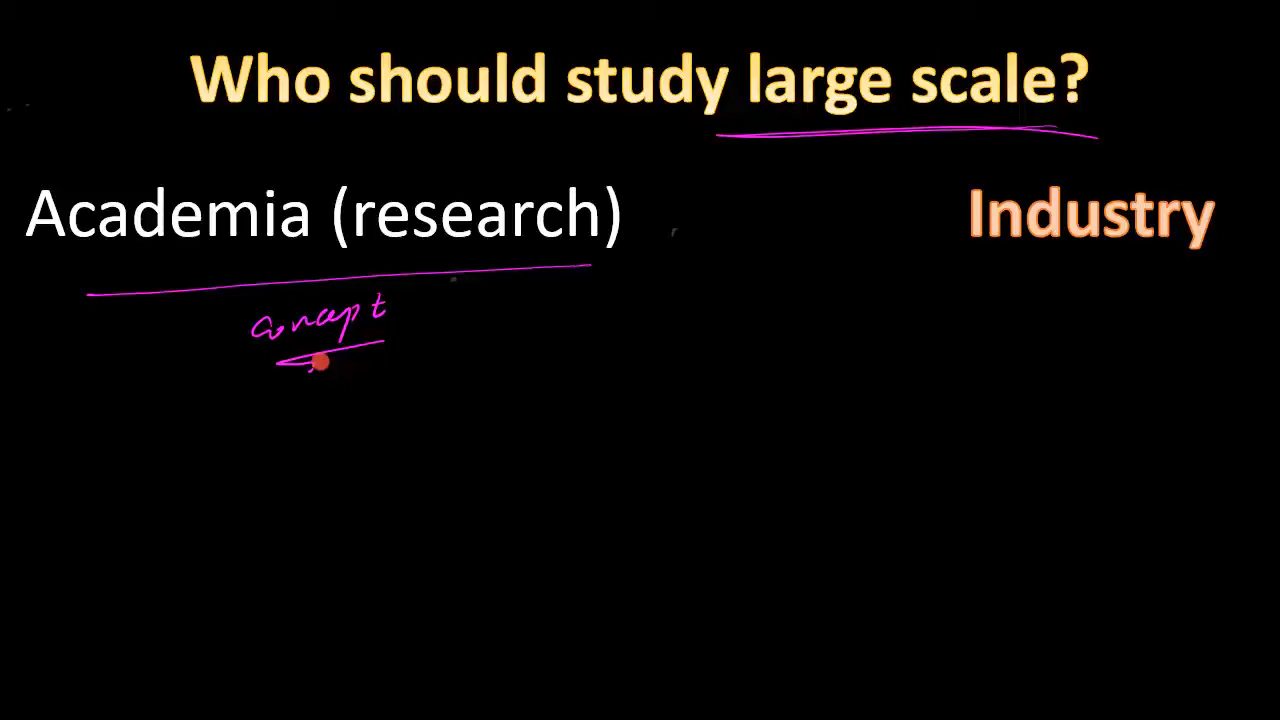 Who should study large scale?
Academia (research)
Industry
concept